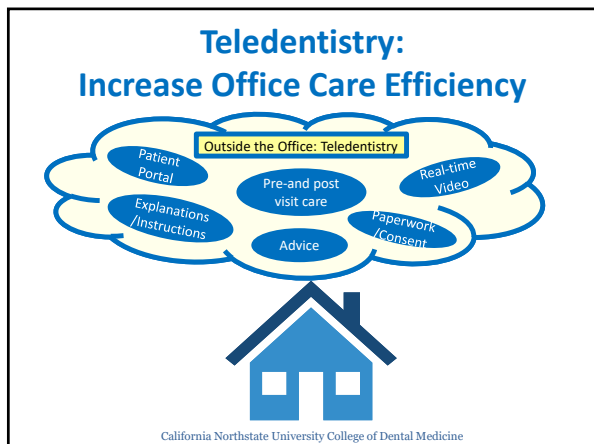 Teledentistry:
Increase Office Care Efficiency
Outside the Office: Teledentistry
Patient
Portal
Pre-and post
visit care
Real-time
Video
Explanations
/Instructions
Paperwork
/Consent
Advice
California Northstate University College of Dental Medicine